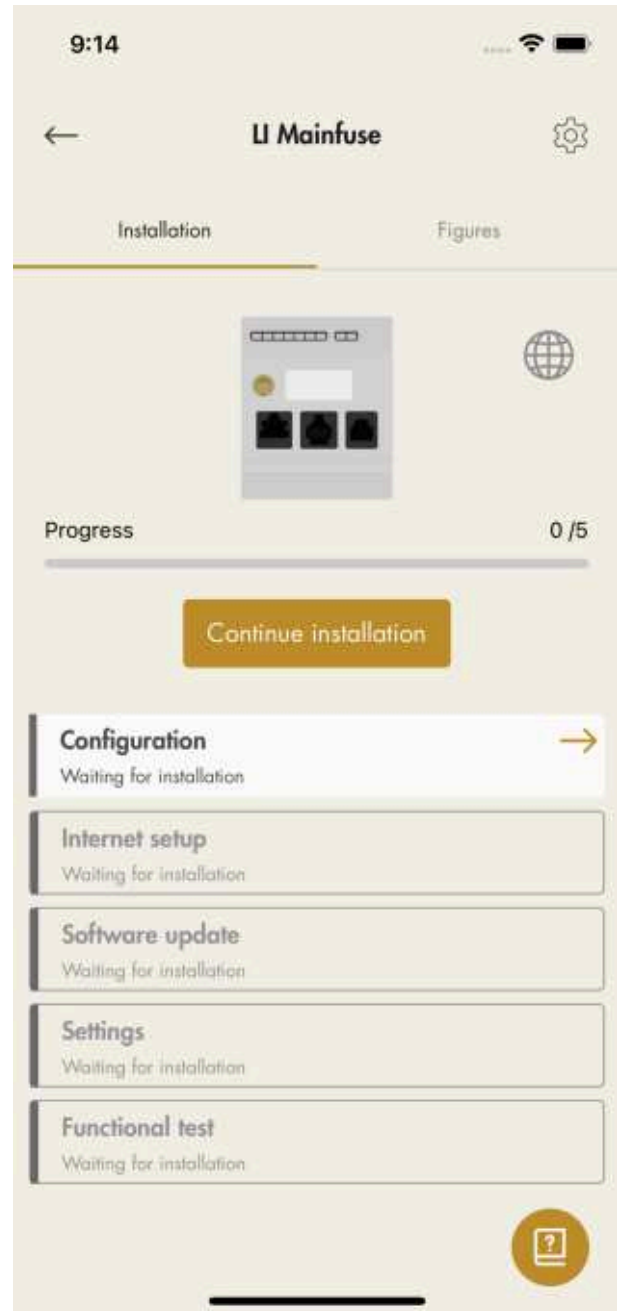 9:14
LI Mainfuse
Installation
Figures
Progress
0 /5
Continue installation
Configuration
Waiting for installation
Internet setup
Waiting for installation
Software update
Waiting for installation
Settings
Waiting for installation
Functional test
Waiting for installation
?